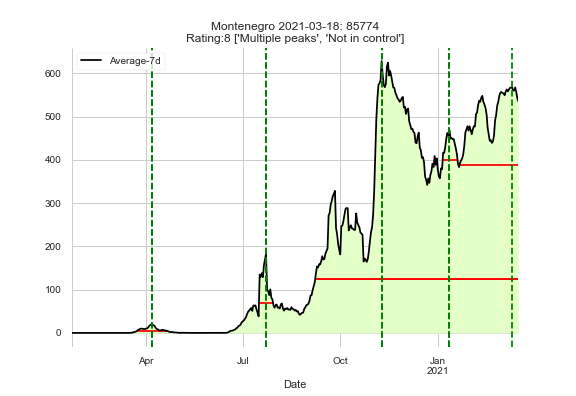 Montenegro 2021-03-18: 85774
Rating:8 ['Multiple peaks', 'Not in control']
Average-7d
600
500
400
300
200
100
0
Apr
Jul
Oct
Jan
2021
Date